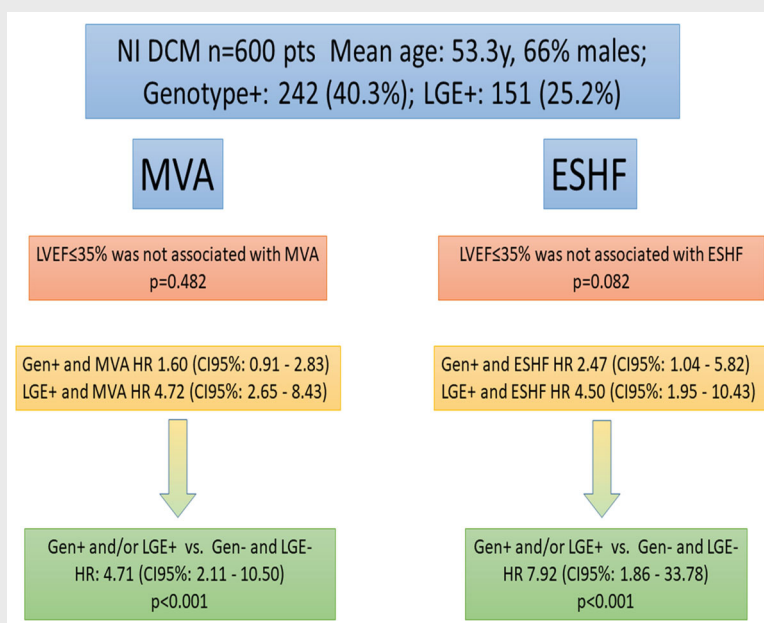 NI DCM n=600 pts Mean age: 53.3y, 66% males;
Genotype+: 242 (40.3%); LGE+: 151 (25.2%)
MVA
LVEF≤35% was not associated with MVA
p=0.482
Gen+ and MVA HR 1.60 (CI95%: 0.91 - 2.83)
LGE+ and MVA HR 4.72 (CI95%: 2.65 - 8.43)
Gen+ and/or LGE+ vs. Gen- and LGE-
HR: 4.71 (CI95%: 2.11 - 10.50)
p<0.001
ESHF
LVEF≤35% was not associated with ESHF
p=0.082
Gen+ and ESHF HR 2.47 (CI95%: 1.04 - 5.82)
LGE+ and ESHF HR 4.50 (CI95%: 1.95 - 10.43)
Gen+ and/or LGE+ vs. Gen- and LGE-
HR 7.92 (CI95%: 1.86 - 33.78)
p<0.001